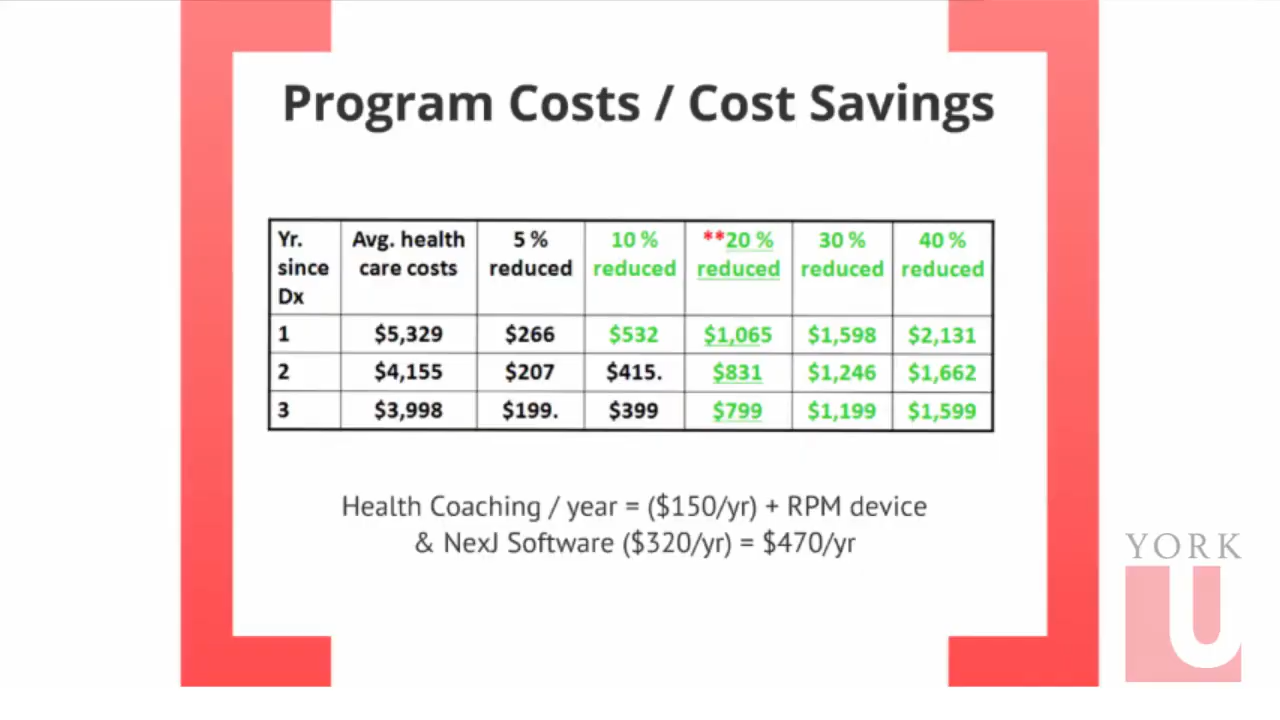 Program Costs / Cost Savings
Yr. since Dx | Avg. health care costs | 5 % reduced | 10 % reduced | **20 % reduced | 30 % reduced | 40 % reduced
1 | $5,329 | $266 | $532 | $1,065 | $1,598 | $2,131
2 | $4,155 | $207 | $415. | $831 | $1,246 | $1,662
3 | $3,998 | $199. | $399 | $799 | $1,199 | $1,599
Health Coaching / year = ($150/yr) + RPM device
& NexJ Software ($320/yr) = $470/yr
YORK
U